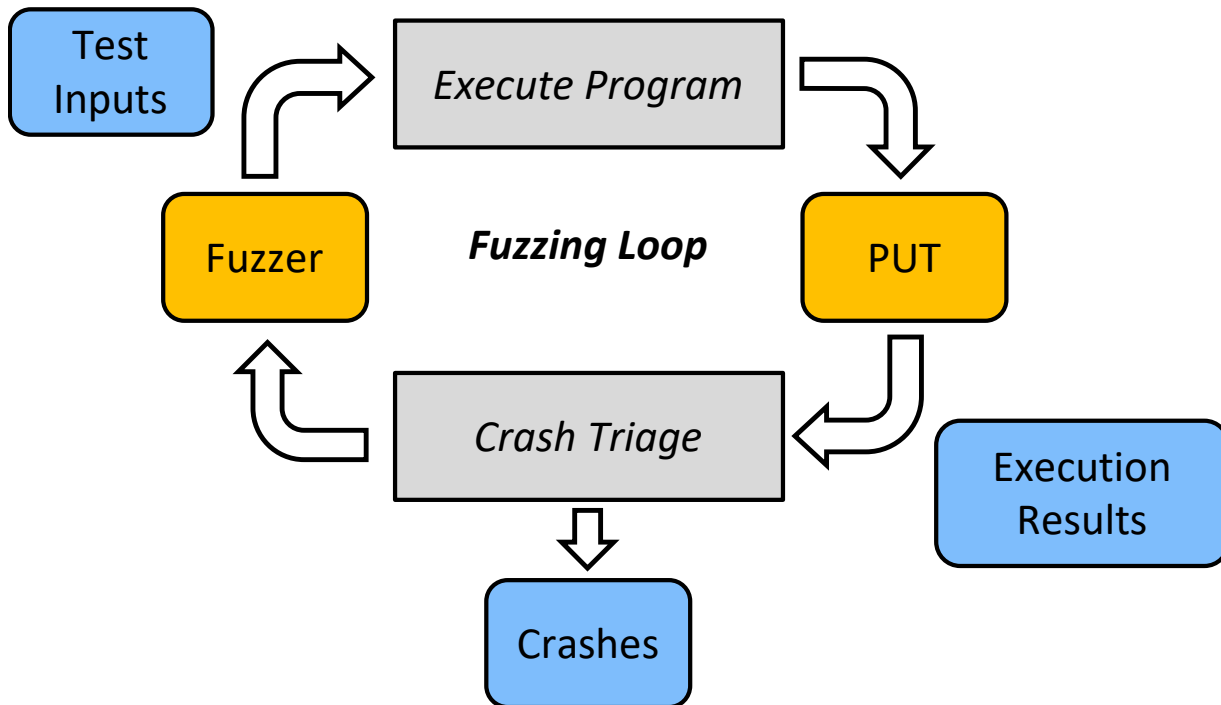 Test
Inputs
Execute Program
Fuzzer
Fuzzing Loop
PUT
Crash Triage
Execution
Results
Crashes